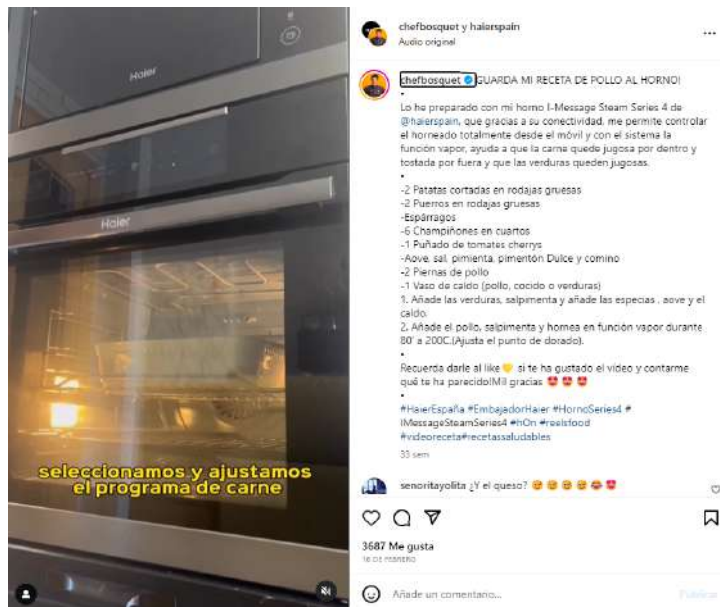 Haier
Haier
seleccionamos y ajustamos
el programa de carne
chefbosquet y haierspain
Audio original
chefbosquet GUARDA MI RECETA DE POLLO AL HORNO!
•
Lo he preparado con mi horno I-Message Steam Series 4 de
@haierspain, que gracias a su conectividad, me permite controlar
el horneado totalmente desde el móvil y con el sistema la
función vapor, ayuda a que la carne quede jugosa por dentro y
tostada por fuera y que las verduras queden jugosas.
•
-2 Patatas cortadas en rodajas gruesas
-2 Puerros en rodajas gruesas
-Espárragos
-6 Champiñones en cuartos
-1 Puñado de tomates cherrys
-Aove, sal, pimienta, pimentón Dulce y comino
-2 Piernas de pollo
-1 Vaso de caldo (pollo, cocido o verduras)
1. Añade las verduras, salpimenta y añade las especias , aove y el
caldo.
2. Añade el pollo, salpimenta y hornea en función vapor durante
80' a 200C.(Ajusta el punto de dorado).
•
Recuerda darle al like 💛 si te ha gustado el vídeo y contarme
qué te ha parecido!Mil gracias 😍 😍 😍
•
#HaierEspaña #EmbajadorHaier #HornoSeries4 #
IMessageSteamSeries4 #hOn #reelsfood
#videoreceta#recetassaludables
33 sem
senoritayolita ¿Y el queso?
3687 Me gusta
16 DE FEBRERO
Añade un comentario...
Publicar